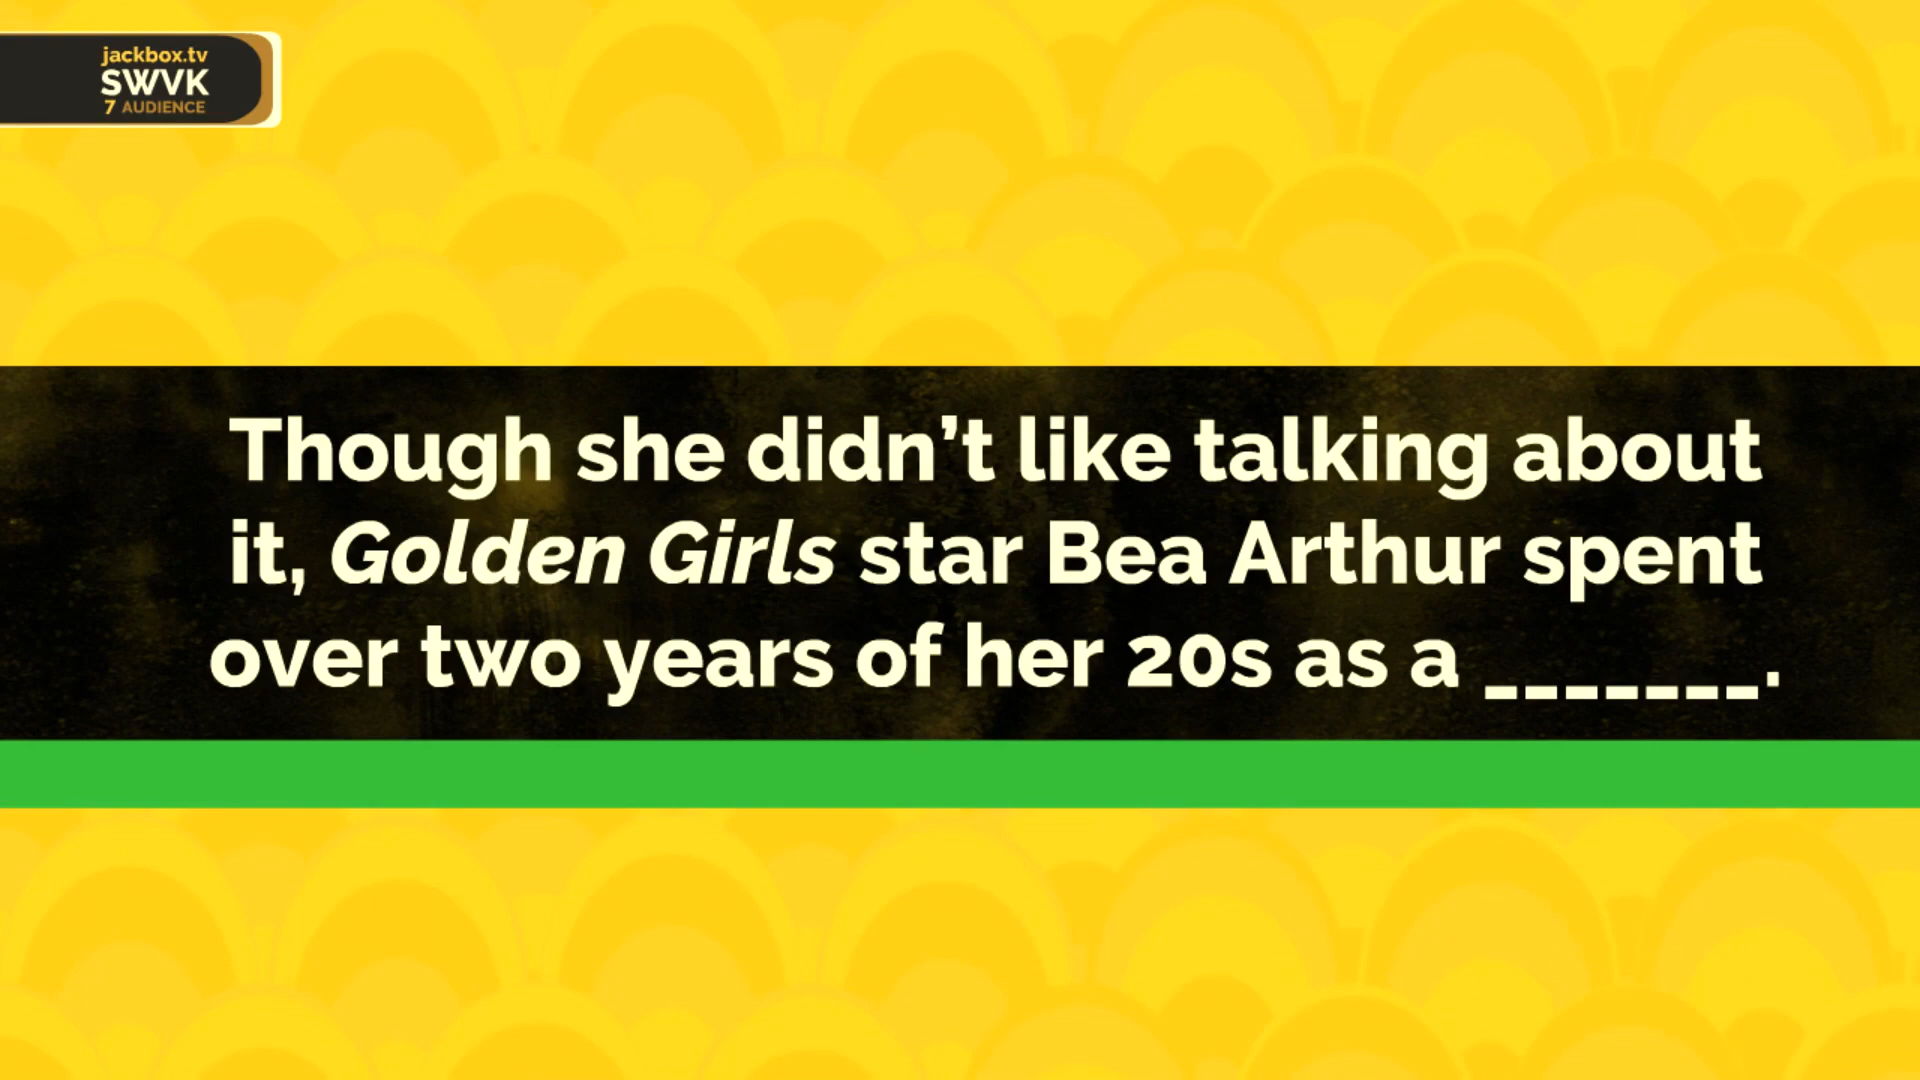 jackbox.tv
SWVK
7 AUDIENCE
Though she didn’t like talking about
it, Golden Girls star Bea Arthur spent
over two years of her 20s as a _______.